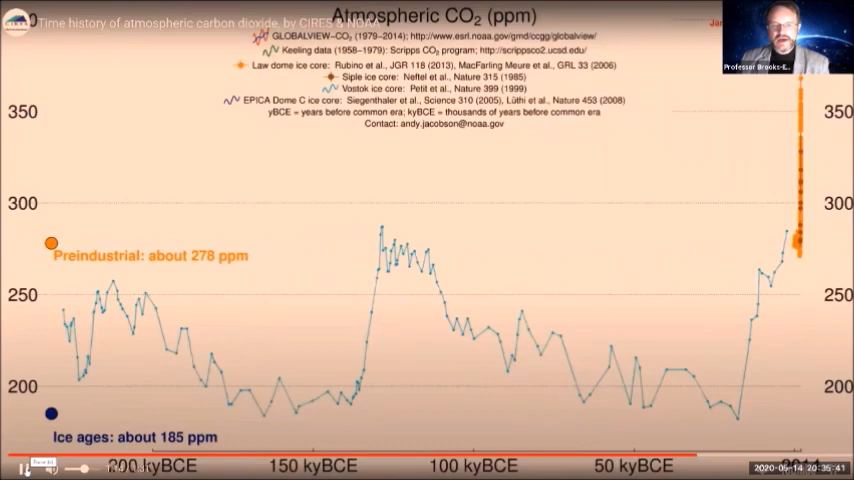 Time history of atmospheric carbon dioxide, by CIRES & NOAA
Atmospheric CO₂ (ppm)
GLOBALVIEW-CO₂ (1979–2014): http://www.esrl.noaa.gov/gmd/ccgg/globalview/
Keeling data (1958–1979): Scripps CO₂ program; http://scrippsco2.ucsd.edu/
Law dome ice core: Rubino et al., JGR 118 (2013), MacFarling Meure et al., GRL 33 (2006)
Siple ice core: Neftel et al., Nature 315 (1985)
Vostok ice core: Petit et al., Nature 399 (1999)
EPICA Dome C ice core: Siegenthaler et al., Science 310 (2005), Lüthi et al., Nature 453 (2008)
yBCE = years before common era; kyBCE = thousands of years before common era
Contact: andy.jacobson@noaa.gov
Professor Brooks-E...
350
350
300
300
Preindustrial: about 278 ppm
250
250
200
200
Ice ages: about 185 ppm
200 kyBCE
150 kyBCE
100 kyBCE
50 kyBCE
2014
2020-05-14 20:35:41